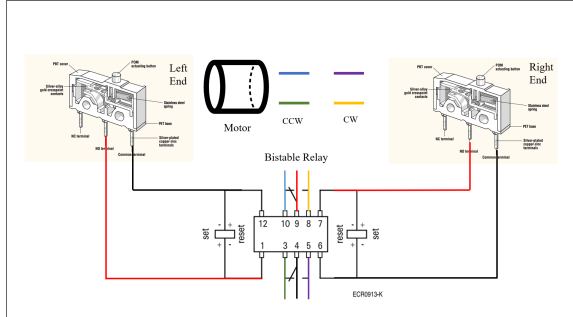 Left
End
PBT cover
POM
actuating button
Silver-alloy
gold-crosspoint
contacts
Stainless steel
spring
PBT base
Silver-plated
copper-zinc
terminals
NC terminal
NO terminal
Common terminal
Motor
CCW
CW
Right
End
PBT cover
POM
actuating button
Silver-alloy
gold-crosspoint
contacts
Stainless steel
spring
PBT base
Silver-plated
copper-zinc
terminals
NC terminal
NO terminal
Common terminal
Bistable Relay
- +
set
reset
+ -
12 10 9 8 7
1 3 4 5 6
- +
reset
set
+ -
ECR0913-K